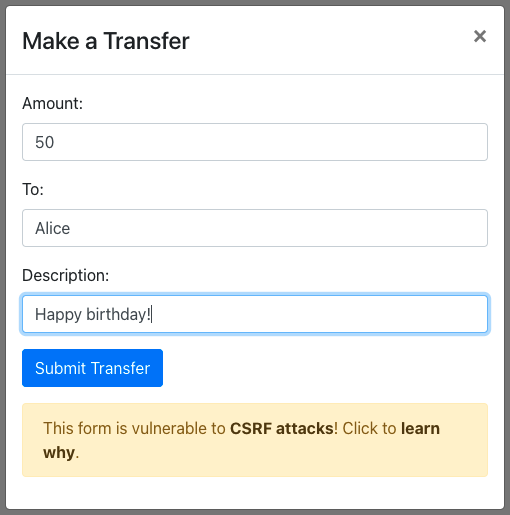 Make a Transfer ×
Amount:
50
To:
Alice
Description:
Happy birthday!
Submit Transfer
This form is vulnerable to CSRF attacks! Click to learn
why.